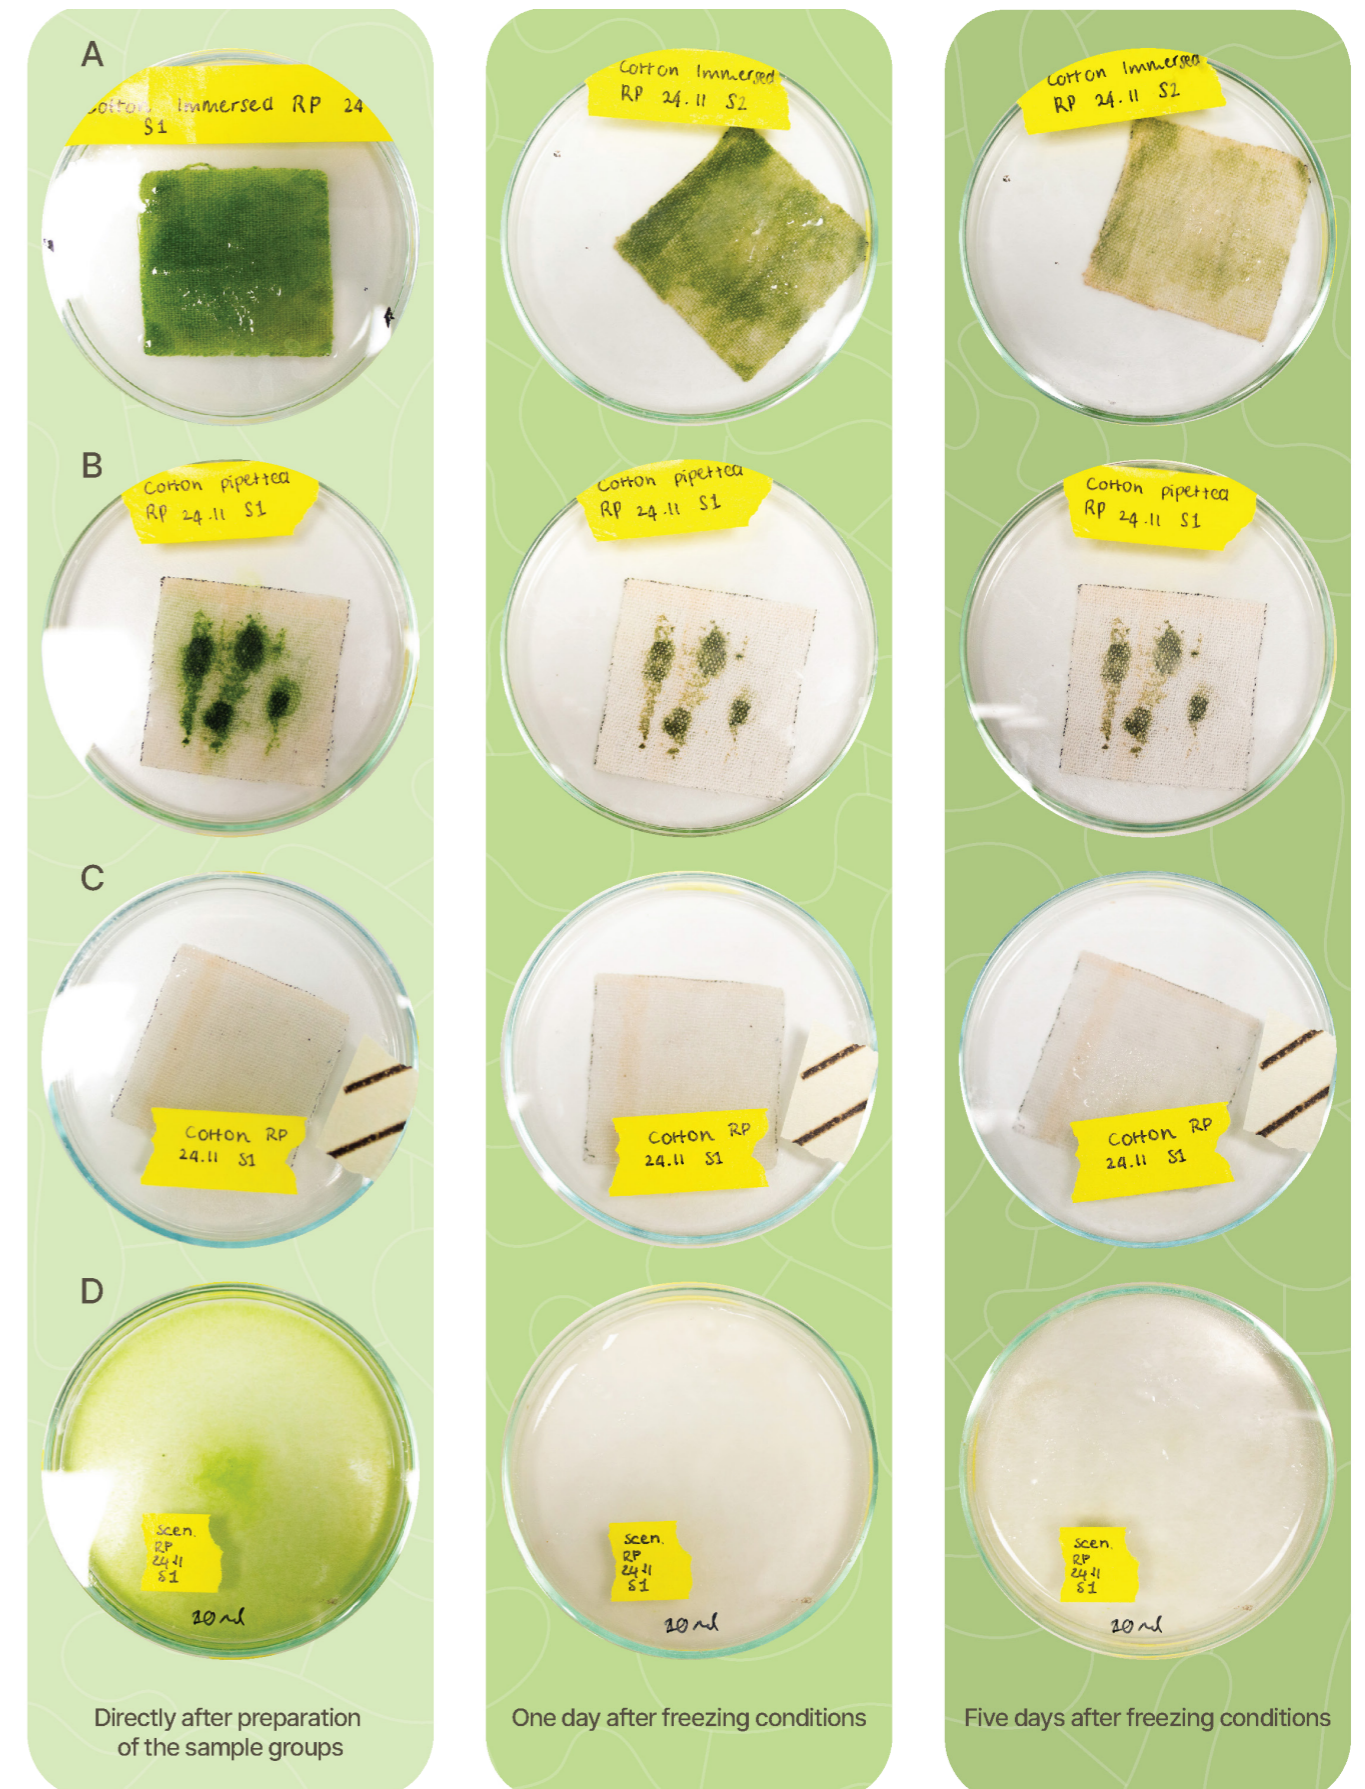 A
Cotton Immersed RP 24
S1
Cotton Immersed
RP 24.11 S2
Cotton Immersed
RP 24.11 S2
B
Cotton pipetted
RP 24.11 S1
Cotton pipetted
RP 24.11 S1
Cotton pipetted
RP 24.11 S1
C
Cotton RP
24.11 S1
Cotton RP
24.11 S1
Cotton RP
24.11 S1
D
Scen.
RP
24.11
S1
10 ml
Scen.
RP
24.11
S1
10 ml
Scen.
RP
24.11
S1
10 ml
Directly after preparation
of the sample groups
One day after freezing conditions
Five days after freezing conditions